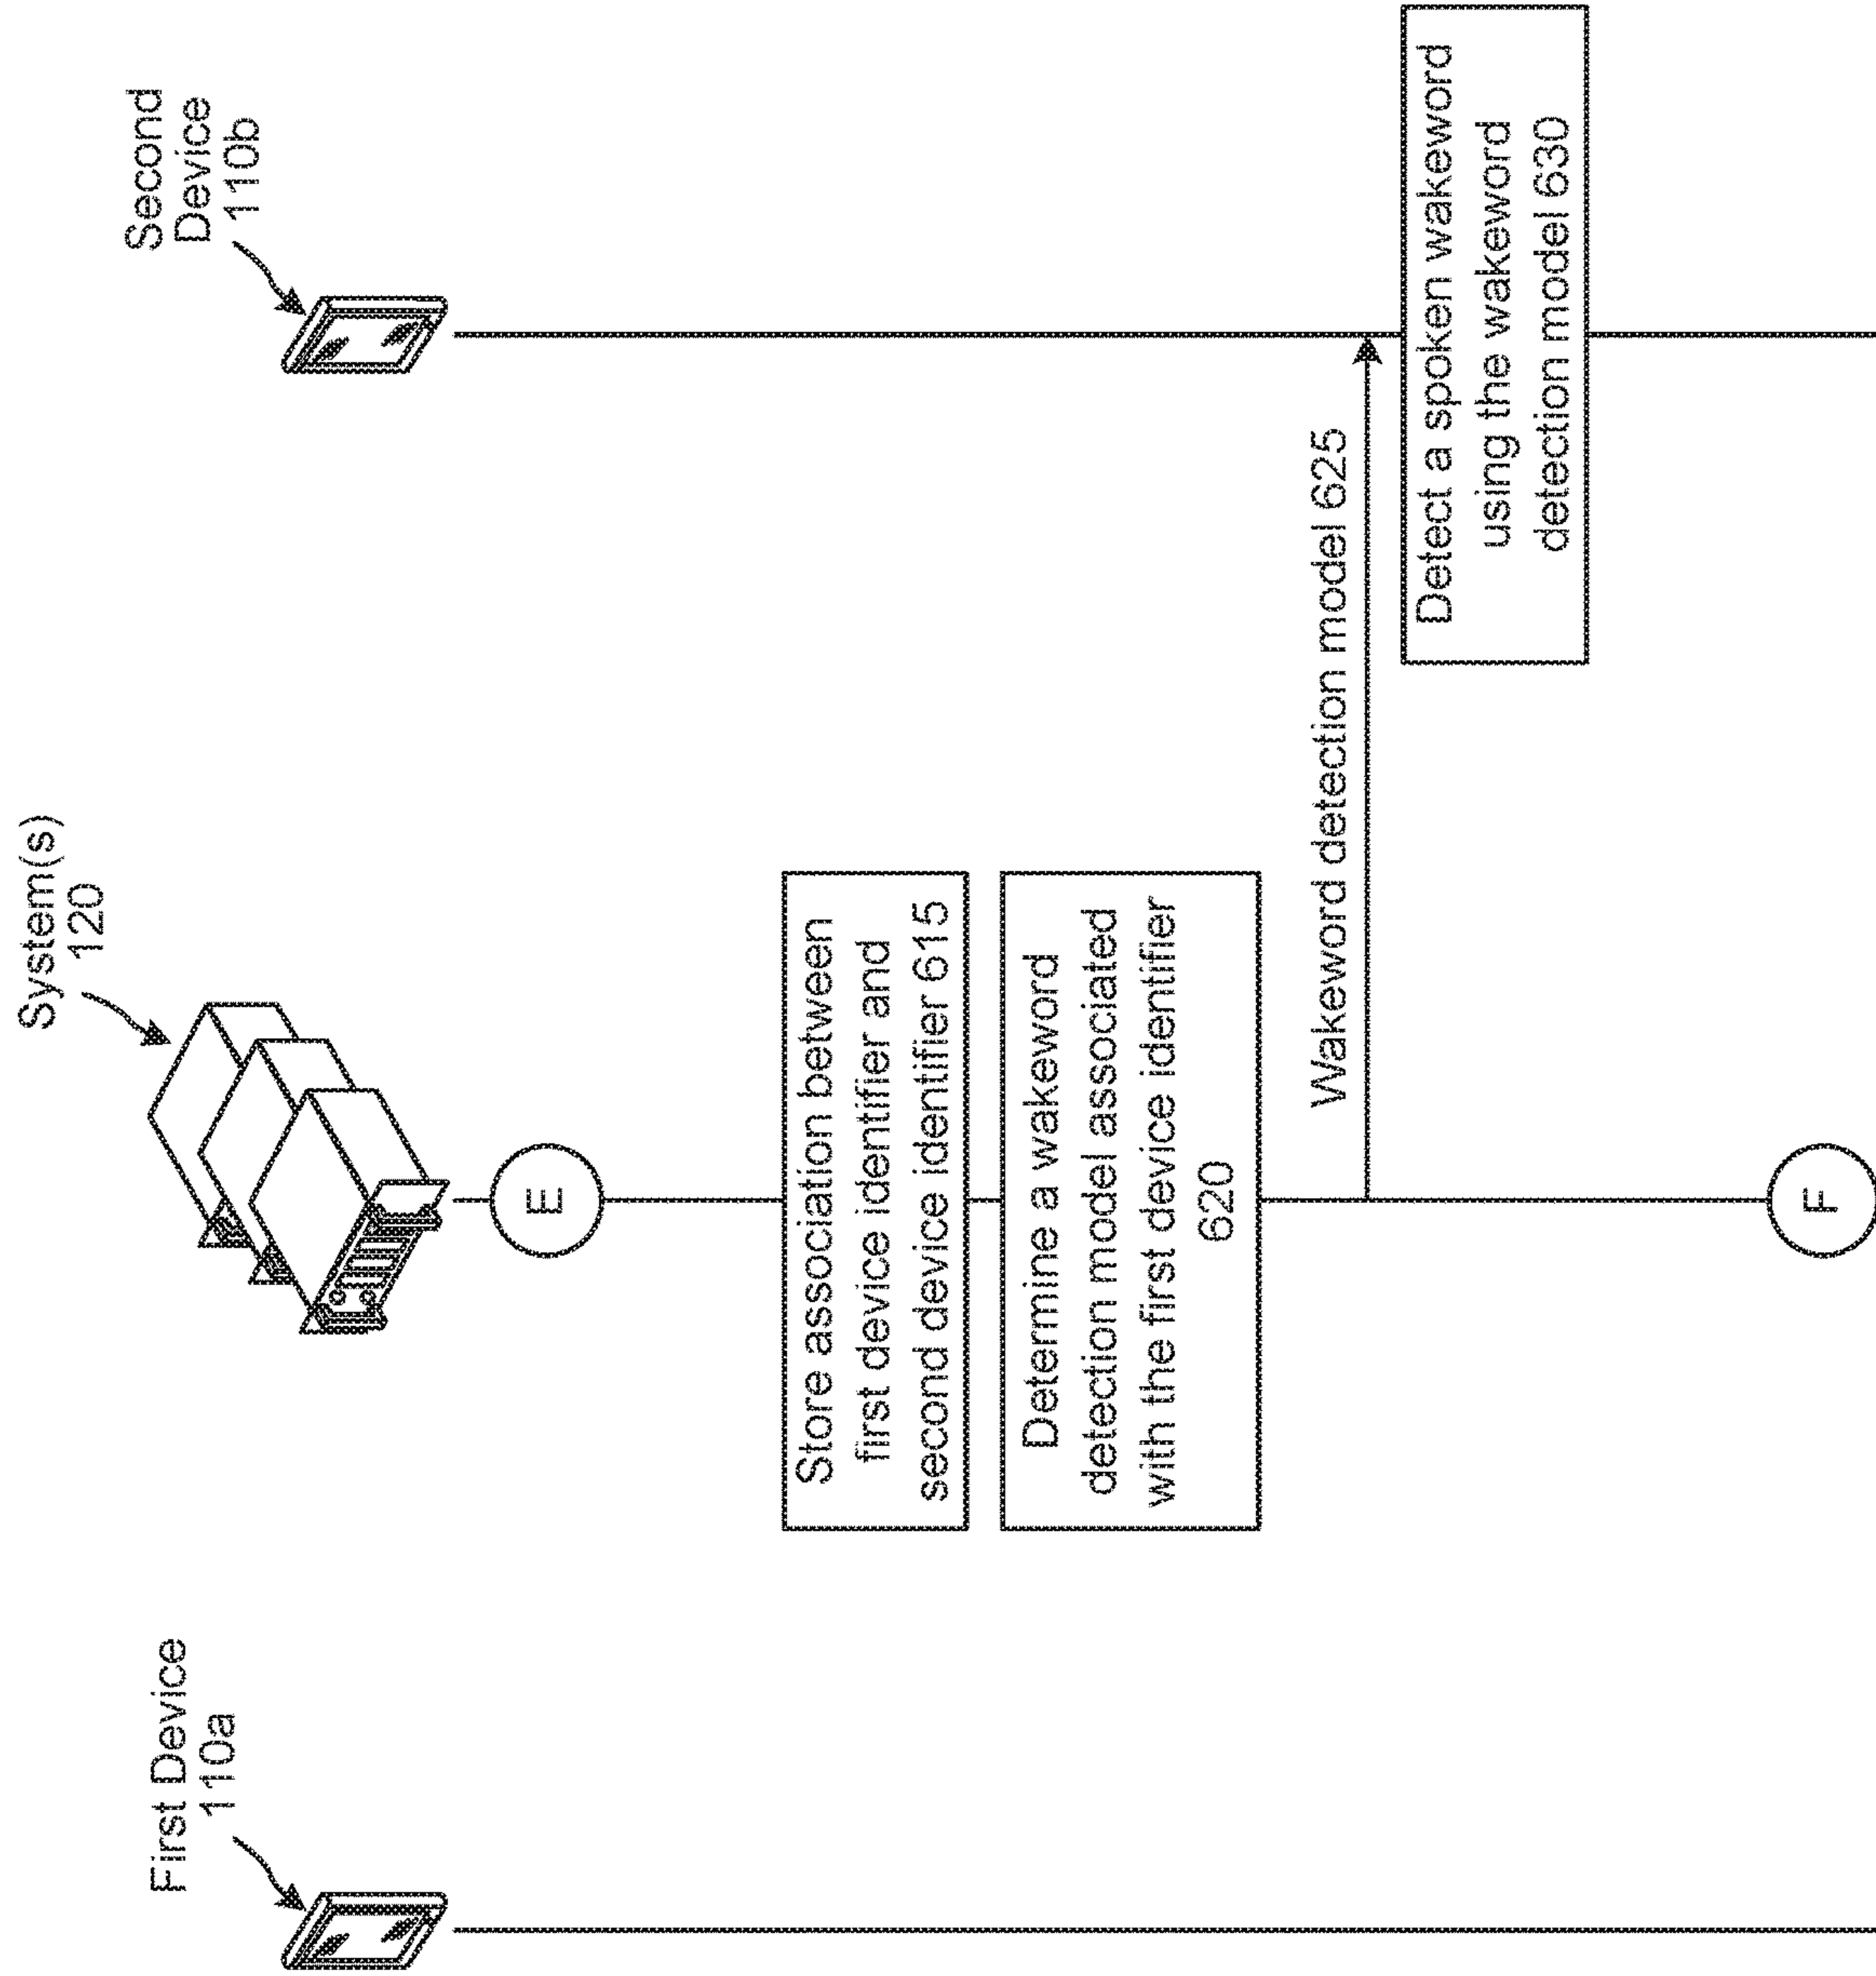 First Device
110a
System(s)
120
Second
Device
110b
E
Store association between
first device identifier and
second device identifier 615
Determine a wakeword
detection model associated
with the first device identifier
620
Wakeword detection model 625
Detect a spoken wakeword
using the wakeword
detection model 630
F